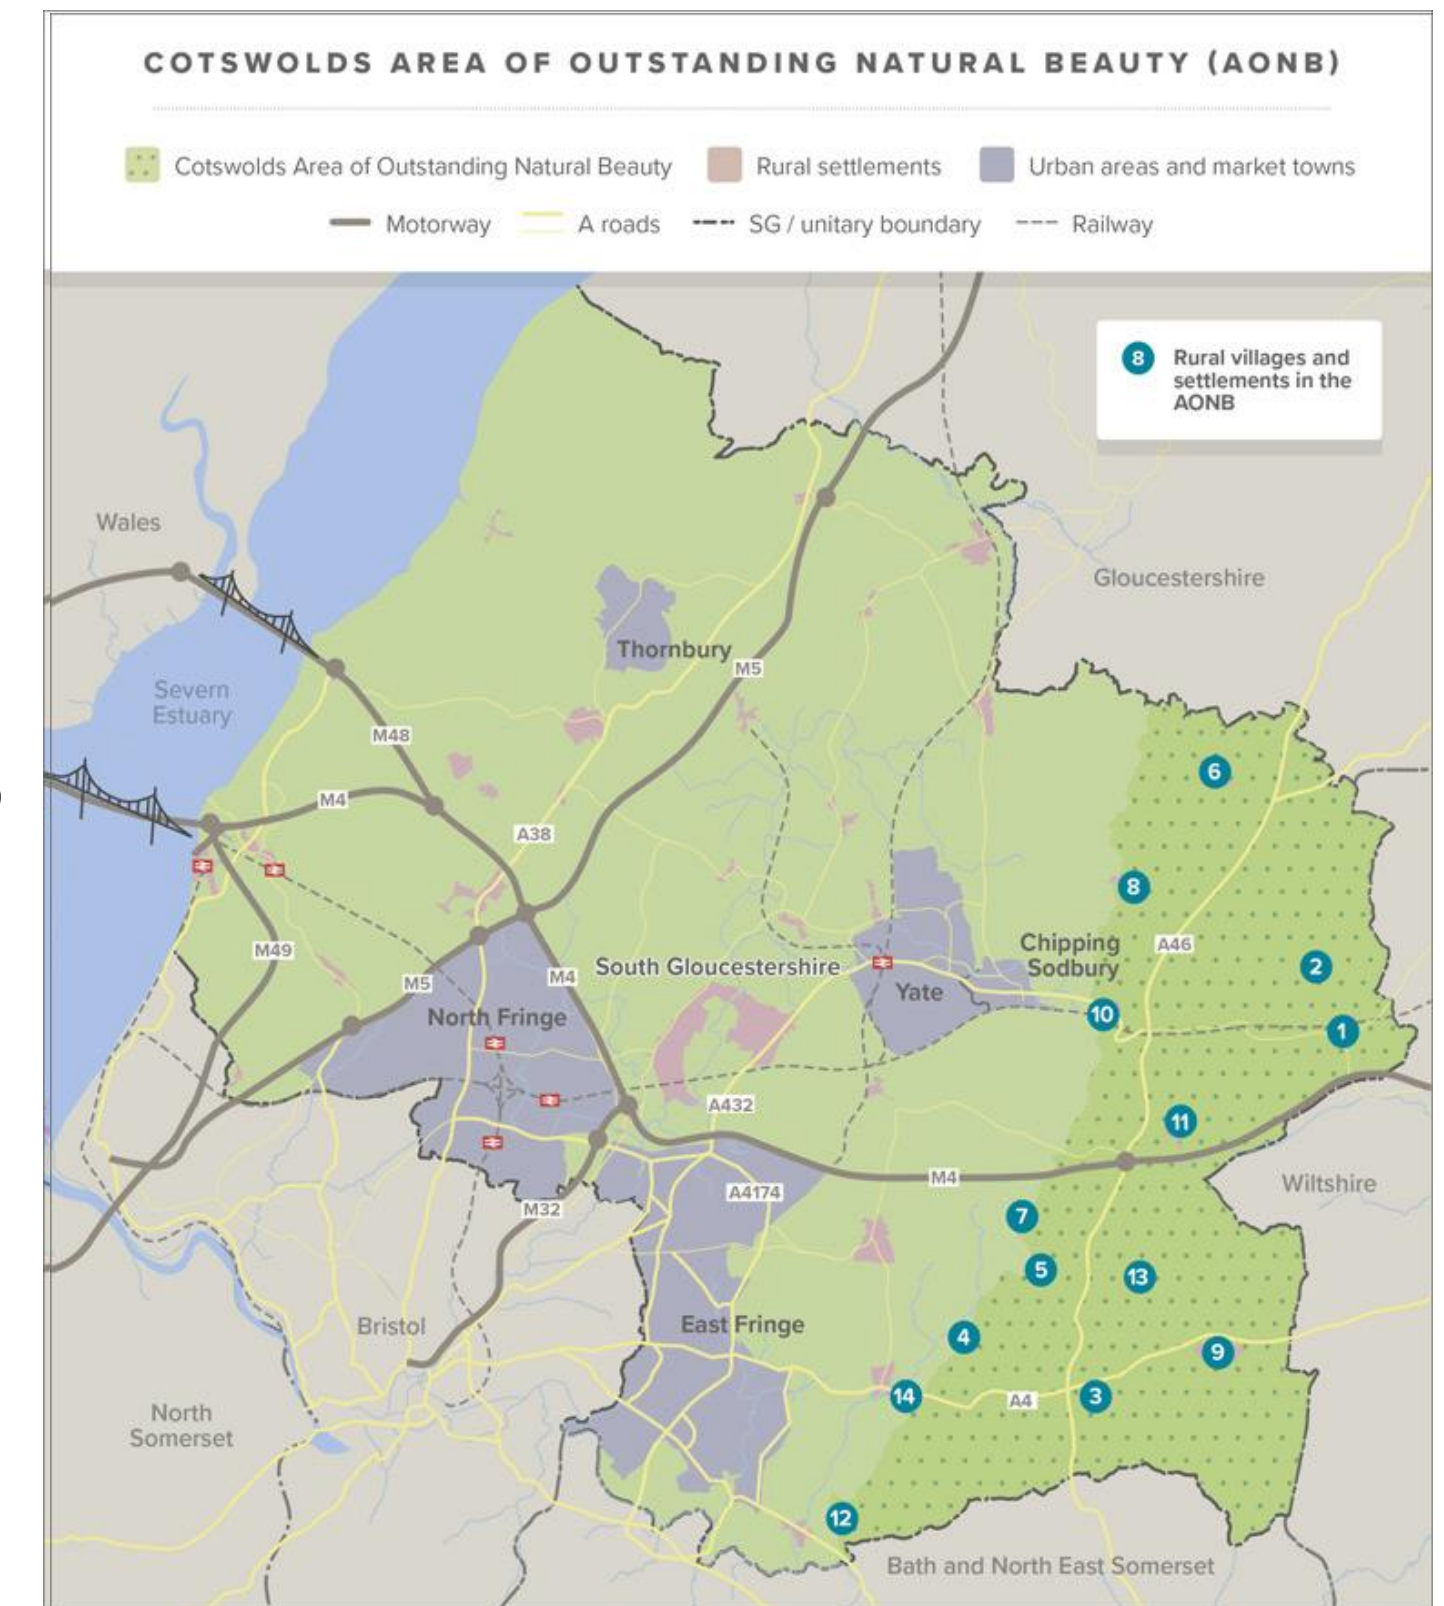 COTSWOLDS AREA OF OUTSTANDING NATURAL BEAUTY (AONB)
Cotswolds Area of Outstanding Natural Beauty
Rural settlements
Urban areas and market towns
Motorway
A roads
SG / unitary boundary
Railway
8
Rural villages and
settlements in the
AONB
Wales
Gloucestershire
Thornbury
M5
Severn
Estuary
M48
6
M4
A38
8
Chipping
Sodbury
A46
M49
M5
M4
South Gloucestershire
2
Yate
North Fringe
10
1
A432
11
M4
Wiltshire
A4174
M32
7
5
13
Bristol
East Fringe
4
9
14
A4
3
North
Somerset
12
Bath and North East Somerset